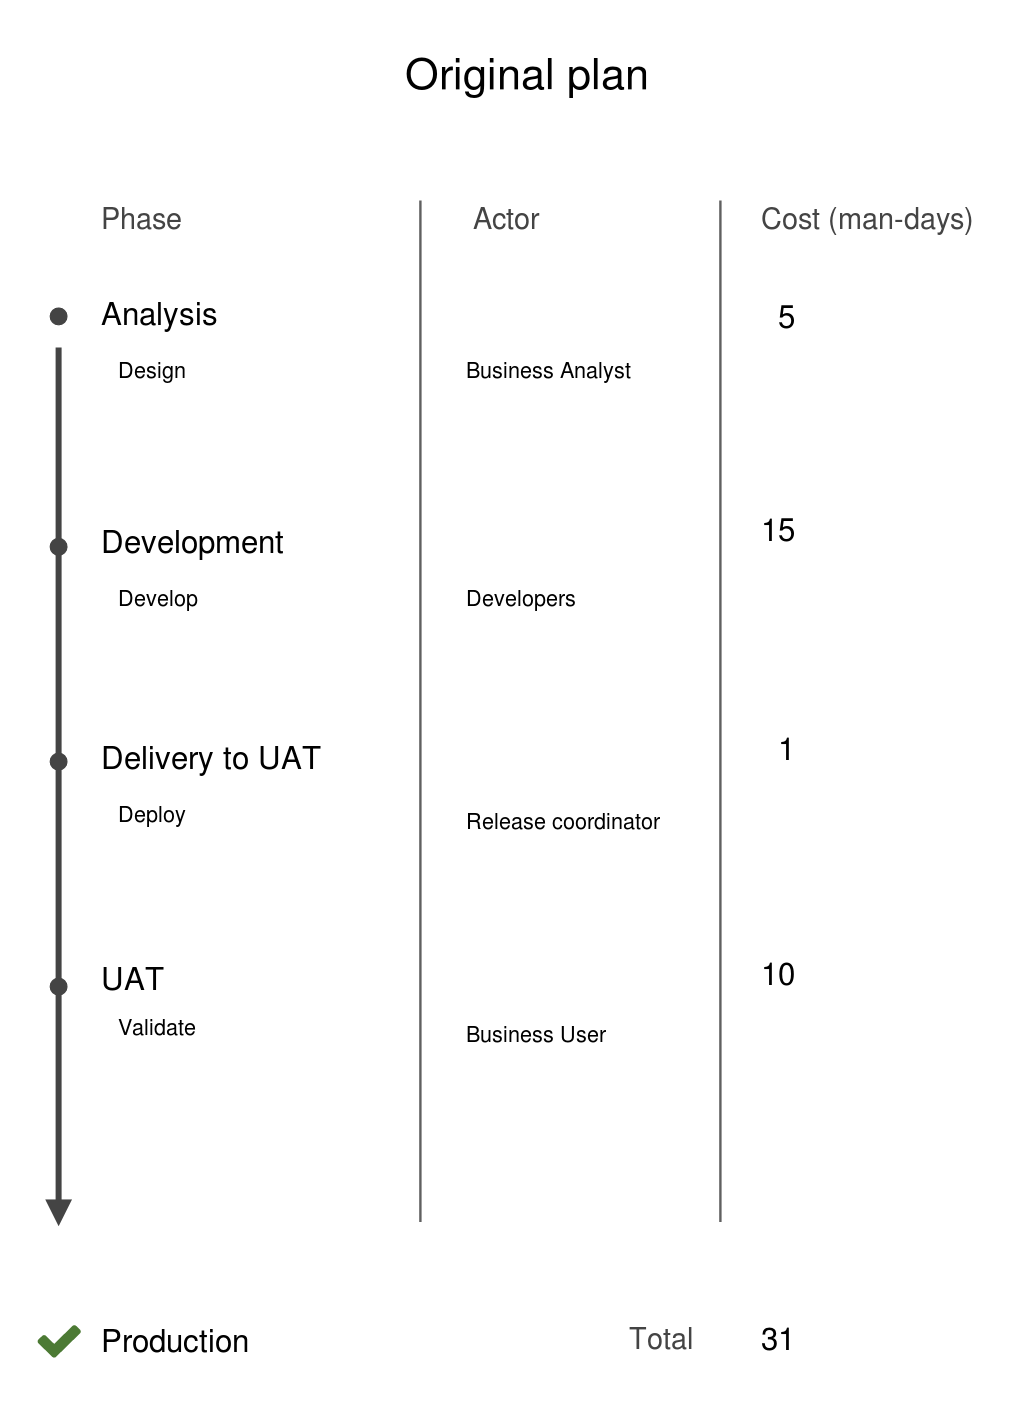 Original plan
Phase Actor Cost (man-days)
Analysis 5
Design Business Analyst
Development 15
Develop Developers
Delivery to UAT 1
Deploy Release coordinator
UAT 10
Validate Business User
Production Total 31